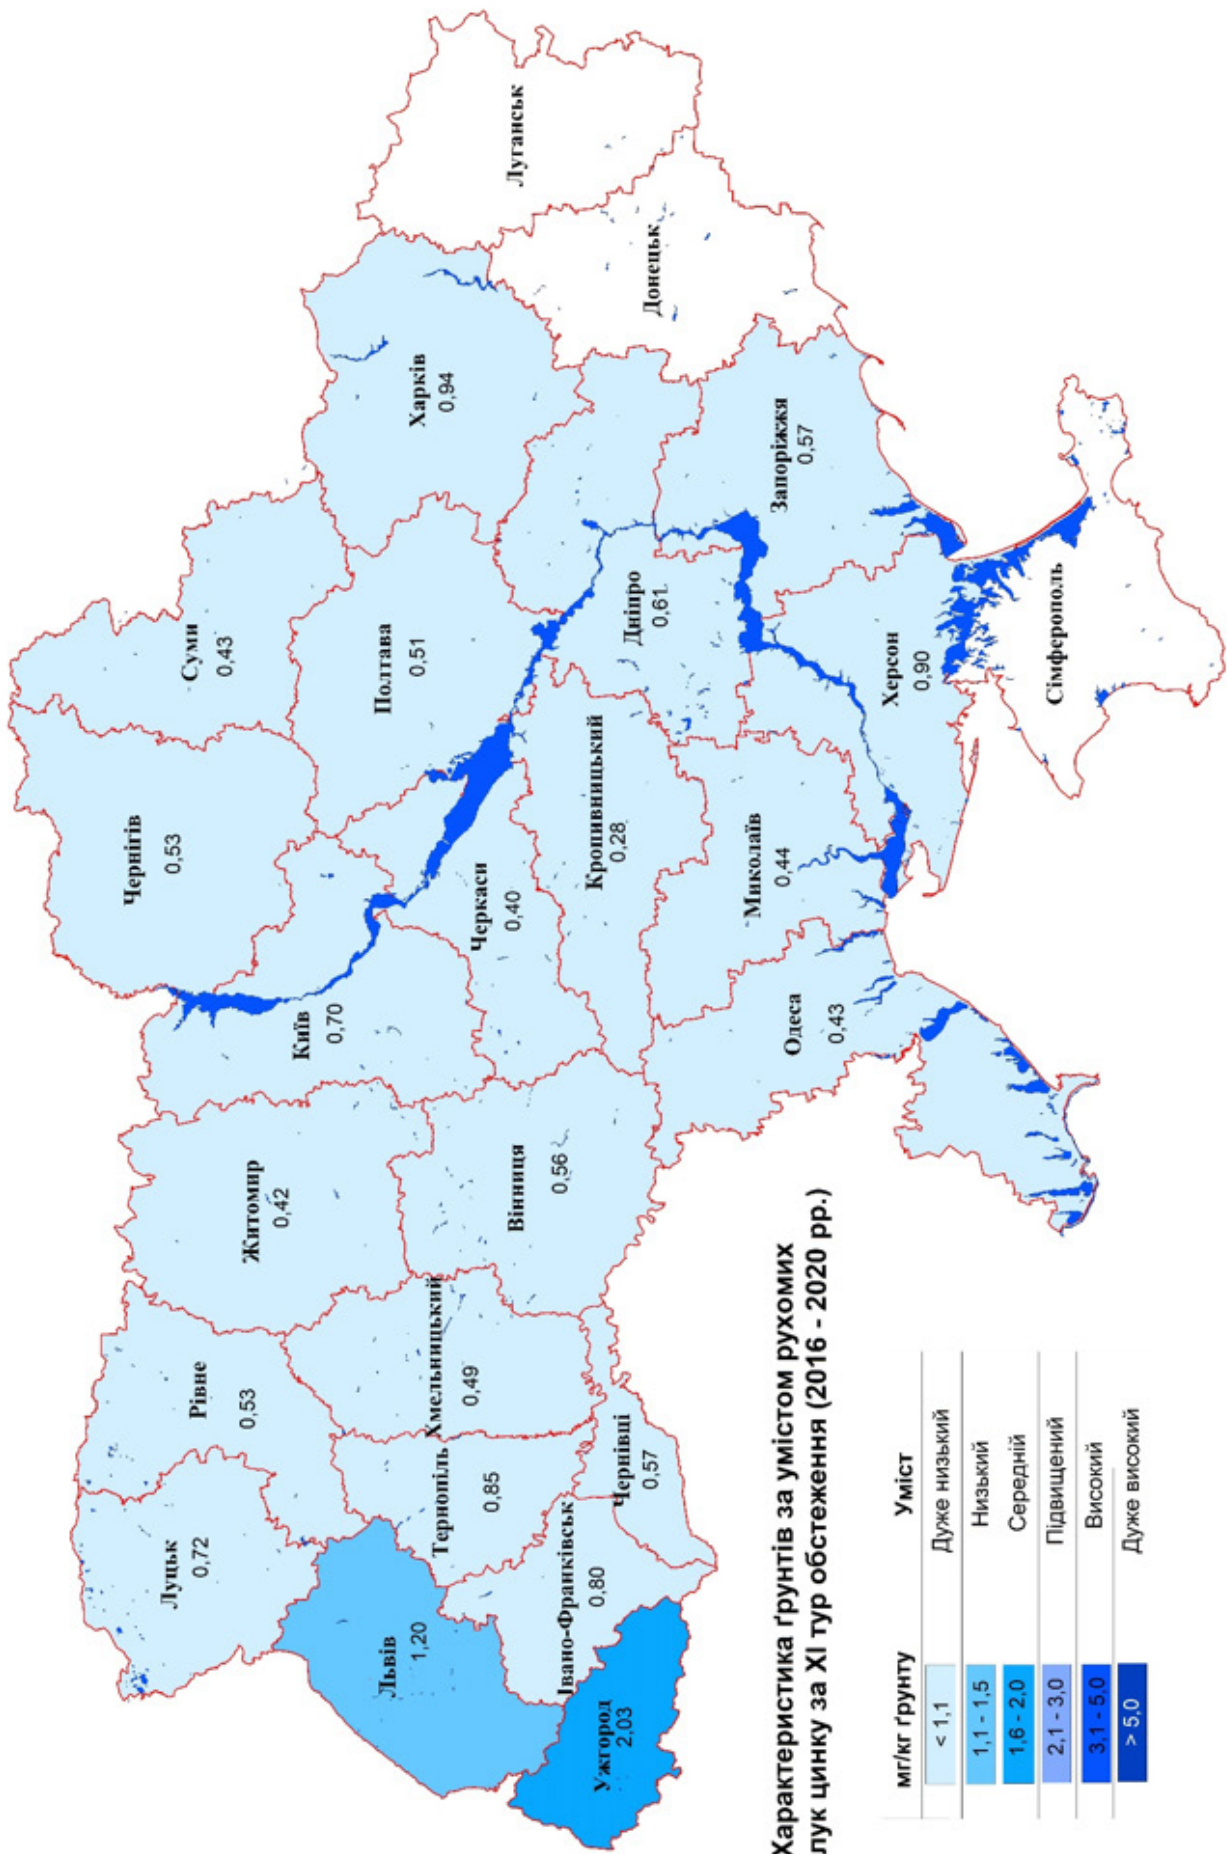 Луганськ
Донецьк
Харків
0,94
Запоріжжя
0,57
Суми
0,43
Полтава
0,51
Дніпро
0,61
Херсон
0,90
Сімферополь
Чернігів
0,53
Черкаси
0,40
Кропивницький
0,28
Миколаїв
0,44
Київ
0,70
Одеса
0,43
Житомир
0,42
Вінниця
0,56
Рівне
0,53
Хмельницький
0,49
Луцьк
0,72
Тернопіль
0,85
Чернівці
0,57
Львів
1,20
Івано-Франківськ
0,80
Ужгород
2,03
Характеристика ґрунтів за умістом рухомих
лук цинку за XI тур обстеження (2016 - 2020 рр.)
мг/кг ґрунту Уміст
< 1,1 Дуже низький
1,1 - 1,5 Низький
1,6 - 2,0 Середній
2,1 - 3,0 Підвищений
3,1 - 5,0 Високий
> 5,0 Дуже високий